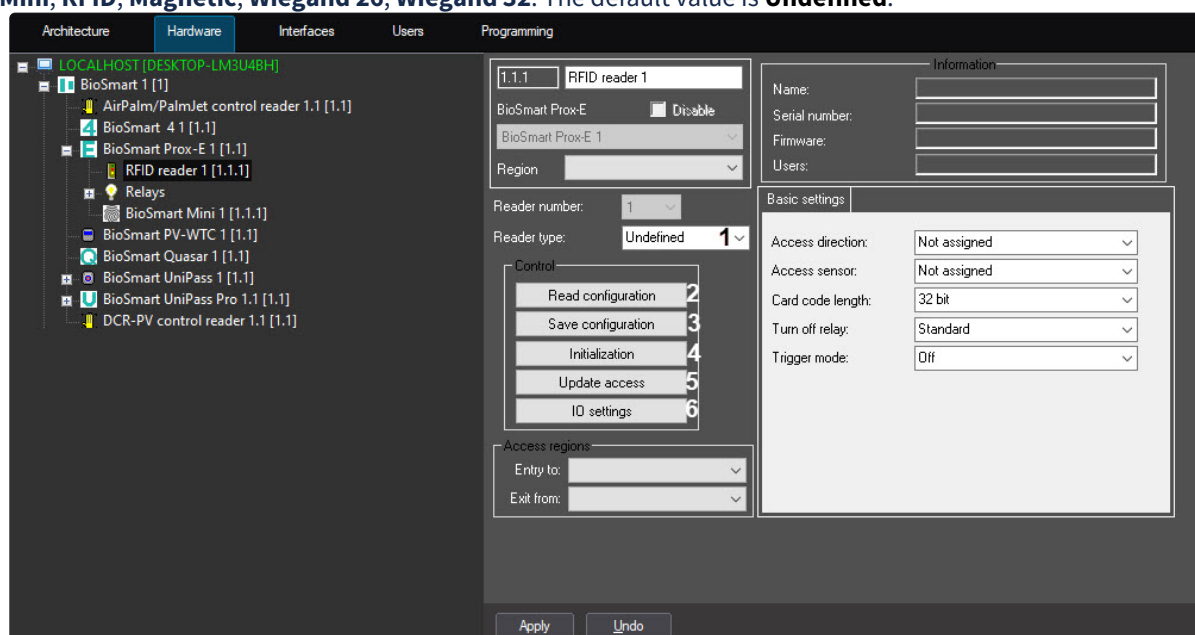 Mini, RFID, Magnetic, Wiegand 26, Wiegand 32. The default value is Undefined.
Architecture Hardware Interfaces Users Programming
LOCALHOST [DESKTOP-LM3U4BH]
BioSmart 1 [1]
AirPalm/PalmJet control reader 1.1 [1.1]
BioSmart 4 1 [1.1]
BioSmart Prox-E 1 [1.1]
RFID reader 1 [1.1.1]
Relays
BioSmart Mini 1 [1.1.1]
BioSmart PV-WTC 1 [1.1]
BioSmart Quasar 1 [1.1]
BioSmart UniPass 1 [1.1]
BioSmart UniPass Pro 1.1 [1.1]
DCR-PV control reader 1.1 [1.1]
1.1.1 RFID reader 1
BioSmart Prox-E Disable
BioSmart Prox-E 1
Region
Reader number: 1
Reader type: Undefined 1
Control
Read configuration 2
Save configuration 3
Initialization 4
Update access 5
IO settings 6
Access regions
Entry to:
Exit from:
Information
Name:
Serial number:
Firmware:
Users:
Basic settings
Access direction: Not assigned
Access sensor: Not assigned
Card code length: 32 bit
Turn off relay: Standard
Trigger mode: Off
Apply Undo